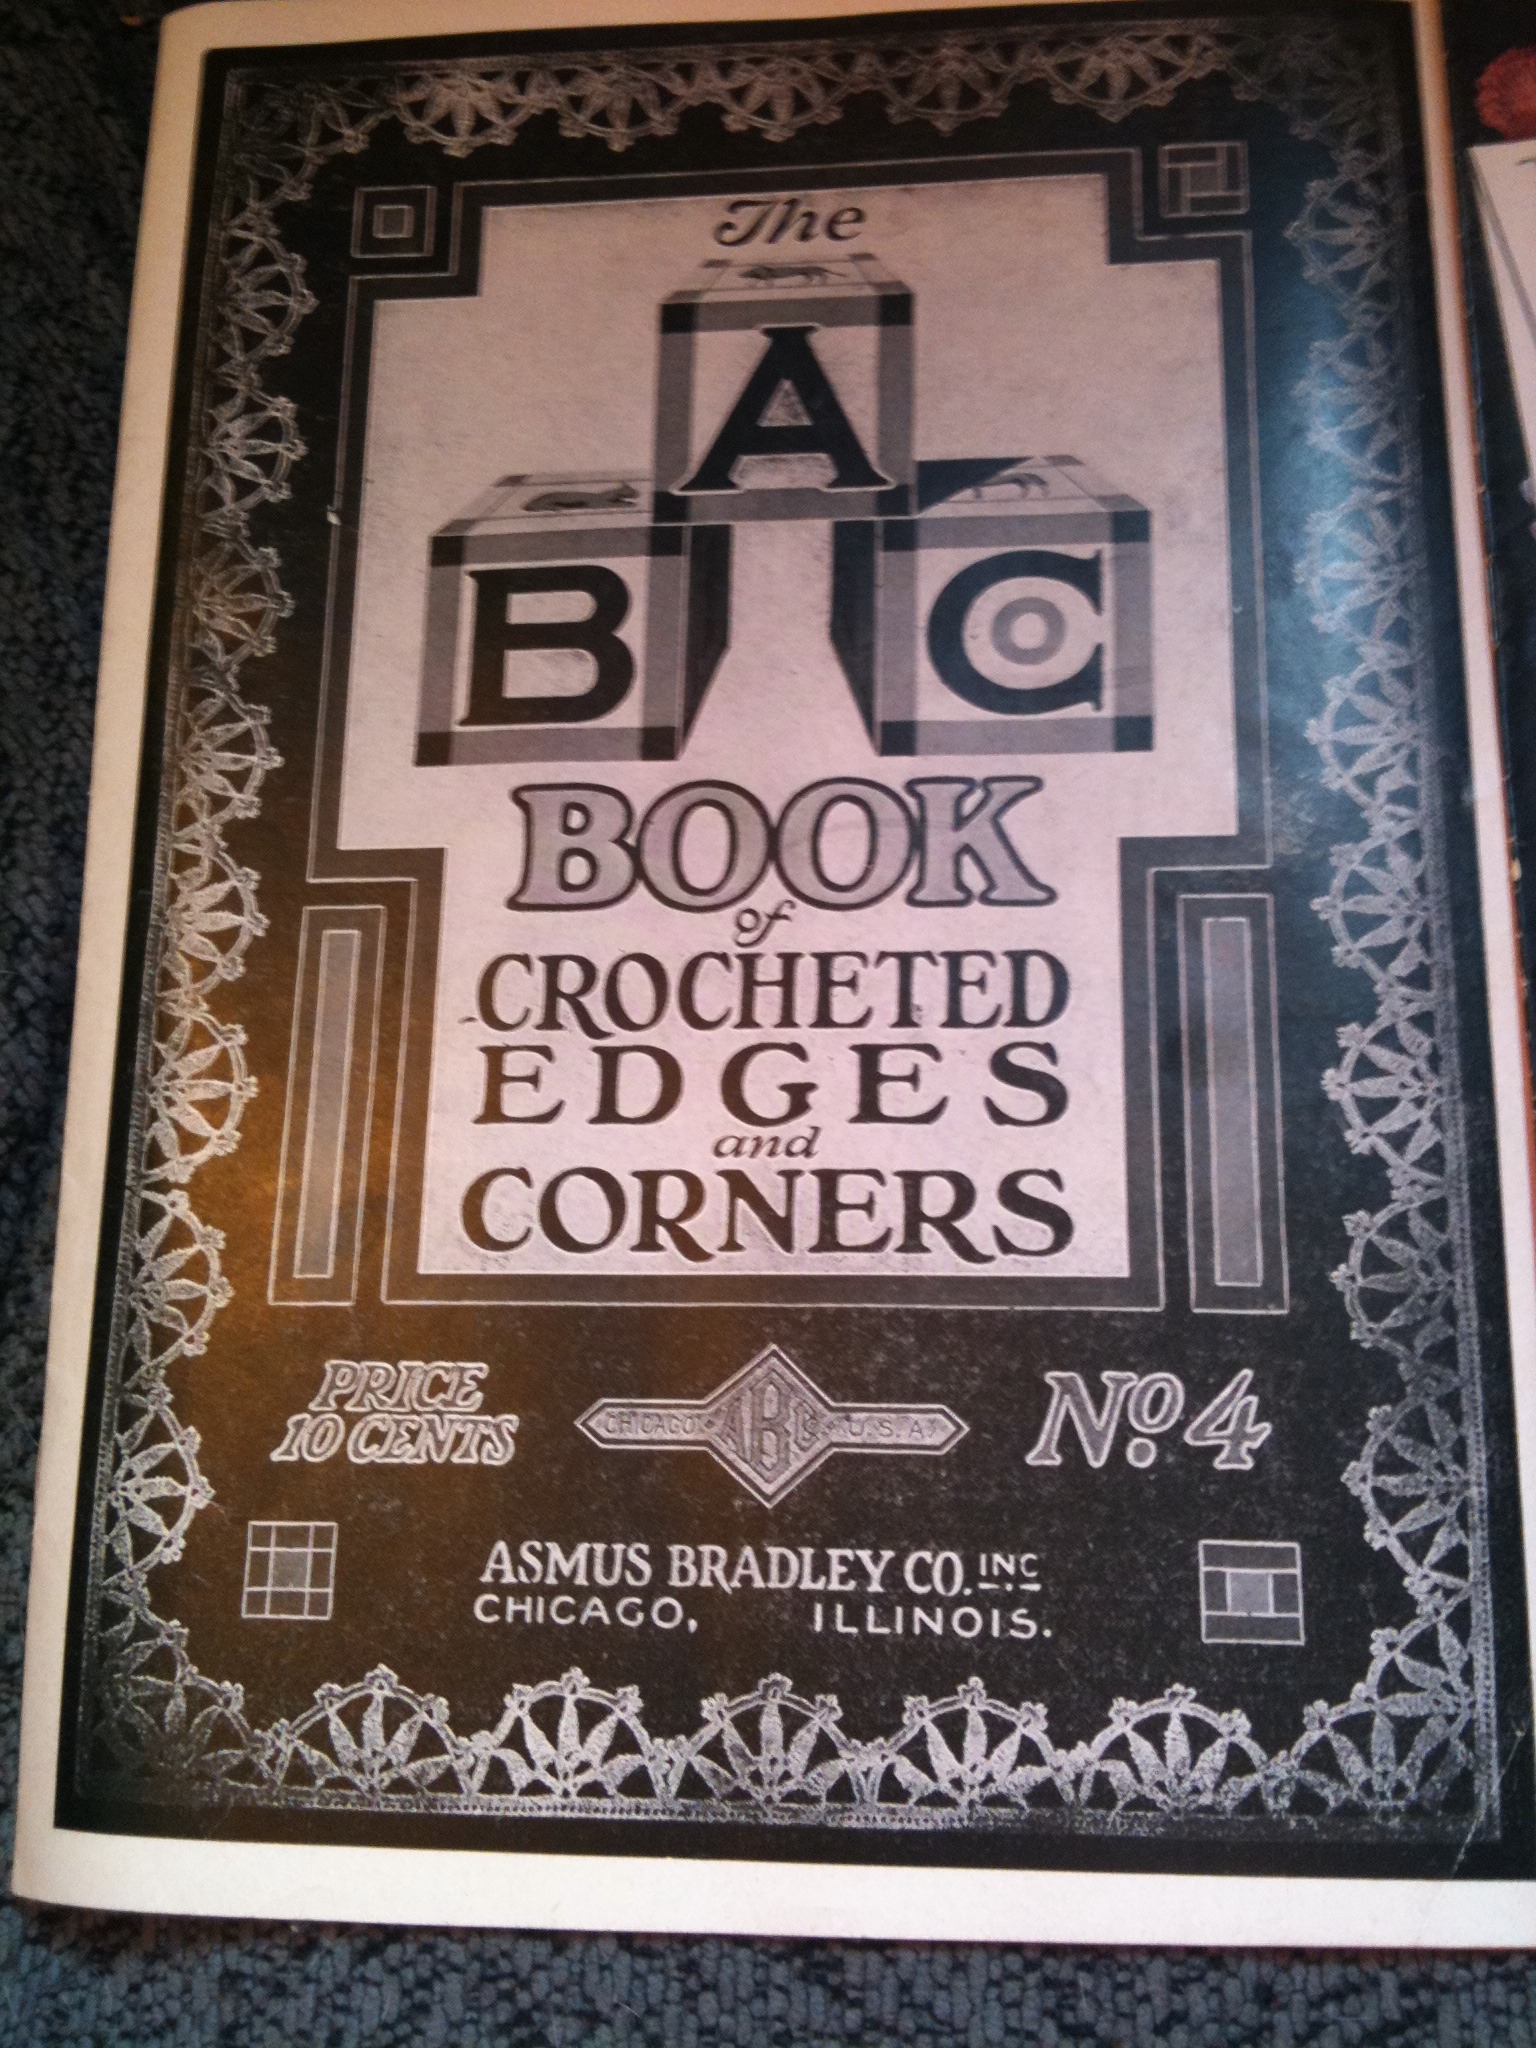 The
A
B C
BOOK
of
CROCHETED
EDGES
and
CORNERS
PRICE
10 CENTS
CHICAGO ABCo U.S.A.
No 4
ASMUS BRADLEY CO. INC
CHICAGO, ILLINOIS.